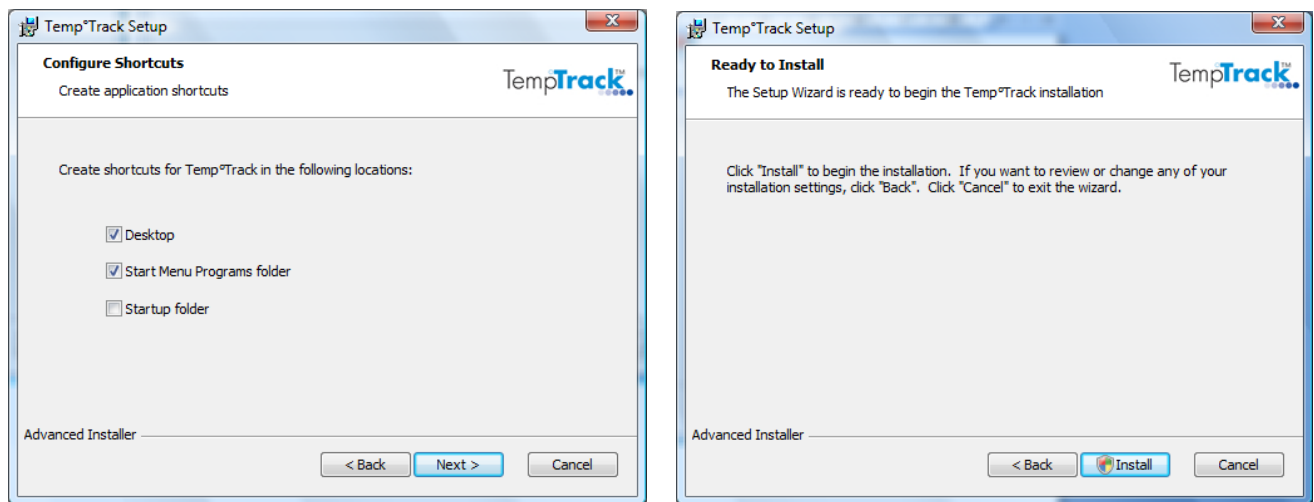 Temp°Track Setup
Configure Shortcuts
Create application shortcuts
TempTrack™
Create shortcuts for Temp°Track in the following locations:
Desktop
Start Menu Programs folder
Startup folder
Advanced Installer
< Back
Next >
Cancel
Temp°Track Setup
Ready to Install
The Setup Wizard is ready to begin the Temp°Track installation
TempTrack™
Click "Install" to begin the installation. If you want to review or change any of your
installation settings, click "Back". Click "Cancel" to exit the wizard.
Advanced Installer
< Back
Install
Cancel